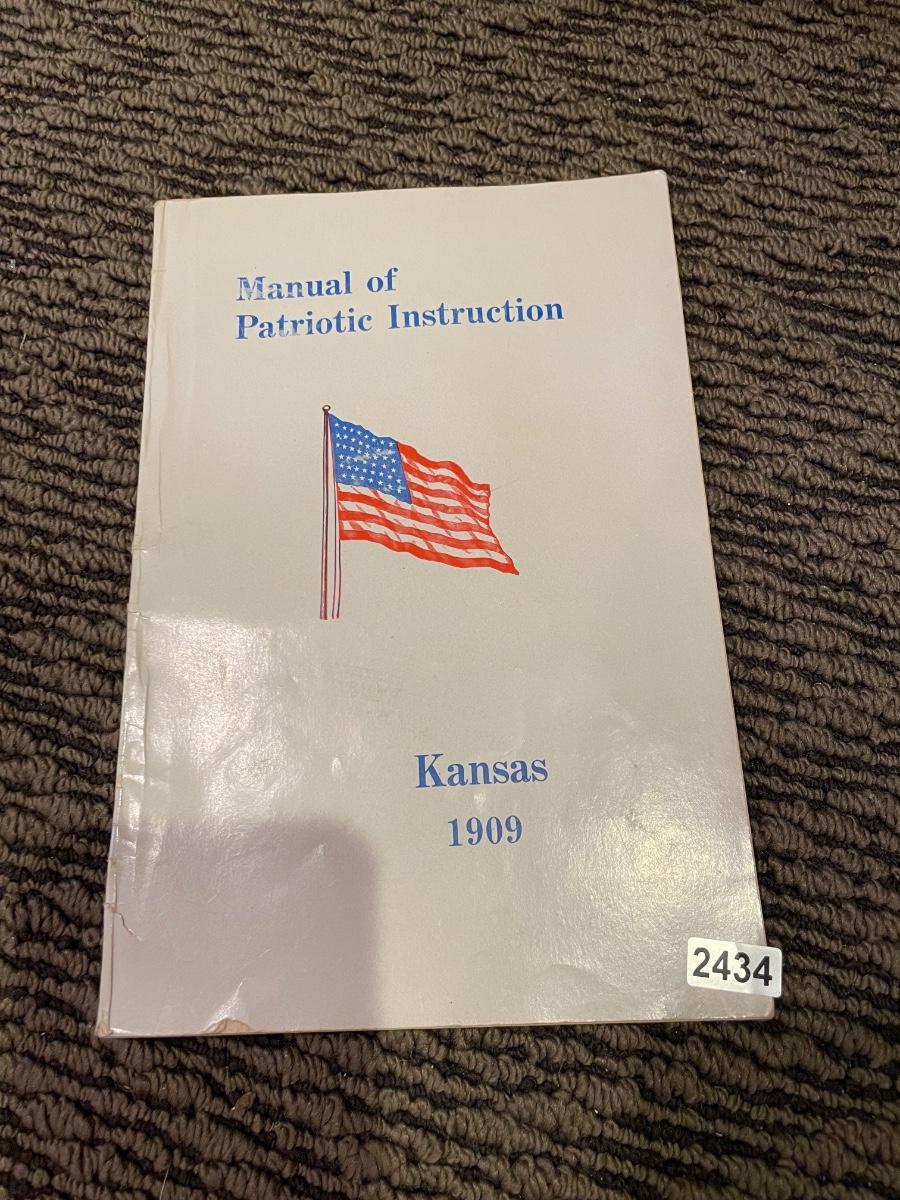 Manual of
Patriotic Instruction
Kansas
1909
2434